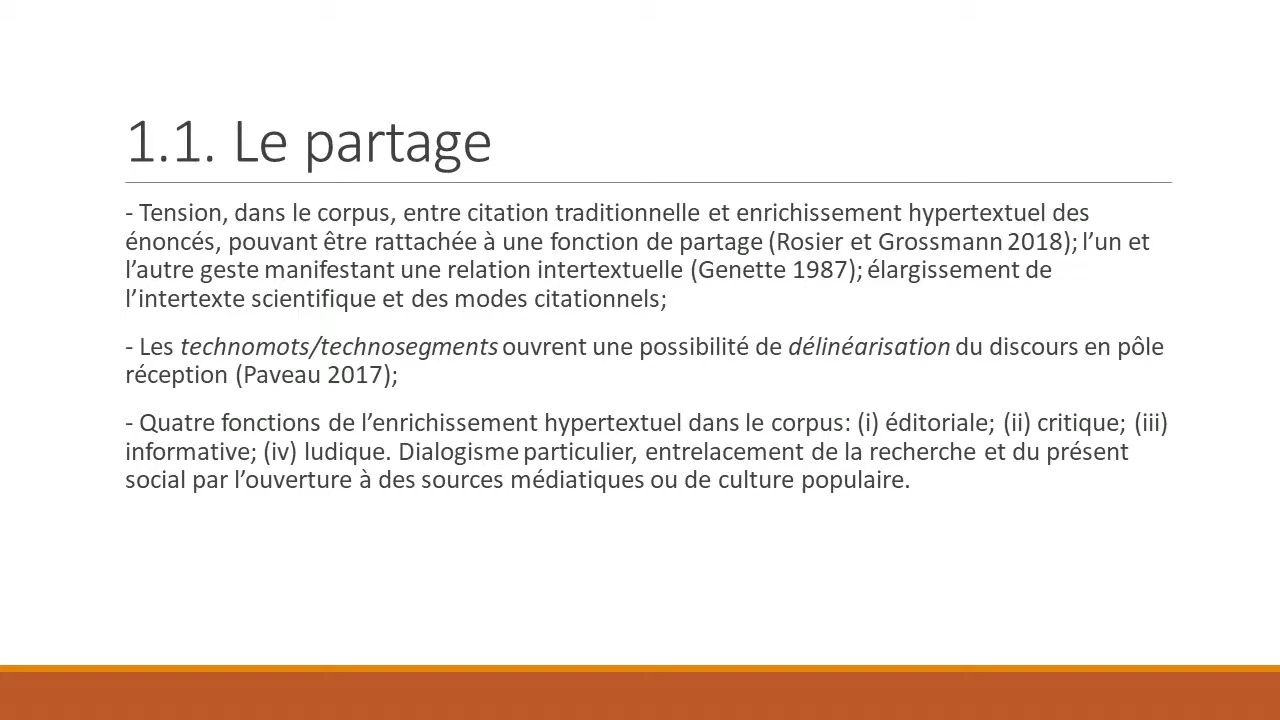 1.1. Le partage
- Tension, dans le corpus, entre citation traditionnelle et enrichissement hypertextuel des
énoncés, pouvant être rattachée à une fonction de partage (Rosier et Grossmann 2018); l’un et
l’autre geste manifestant une relation intertextuelle (Genette 1987); élargissement de
l’intertexte scientifique et des modes citationnels;
- Les technomots/technosegments ouvrent une possibilité de délinéarisation du discours en pôle
réception (Paveau 2017);
- Quatre fonctions de l’enrichissement hypertextuel dans le corpus: (i) éditoriale; (ii) critique; (iii)
informative; (iv) ludique. Dialogisme particulier, entrelacement de la recherche et du présent
social par l’ouverture à des sources médiatiques ou de culture populaire.